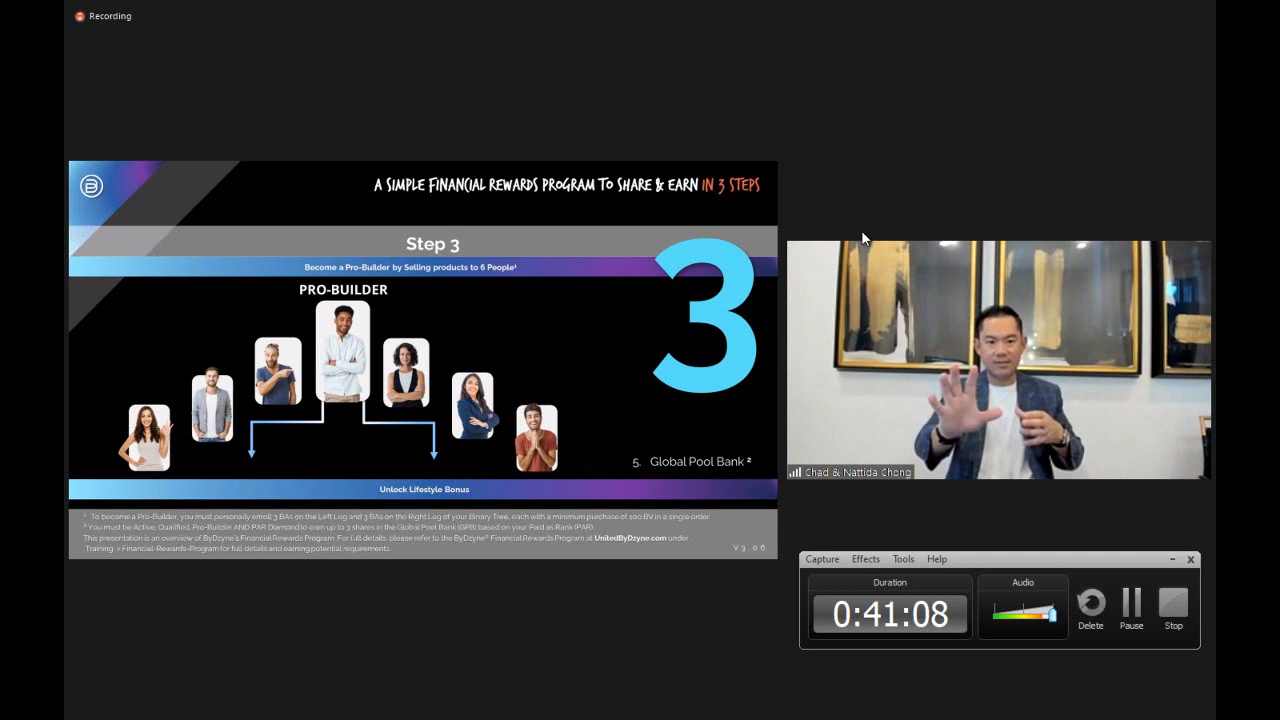 Recording
A SIMPLE FINANCIAL REWARDS PROGRAM TO SHARE & EARN IN 3 STEPS
Step 3
Become a Pro-Builder by Selling products to 6 People¹
3
PRO-BUILDER
5. Global Pool Bank ²
Unlock Lifestyle Bonus
¹ To become a Pro-Builder, you must personally enroll 3 BAs on the Left Leg and 3 BAs on the Right Leg of your Binary Tree, each with a minimum purchase of 100 BV in a single order.
² You must be Active, Qualified, Pro-Builder AND PAR Diamond to earn up to 3 shares in the Global Pool Bank (GPB) based on your Paid as Rank (PAR).
This presentation is an overview of ByDzyne's Financial Rewards Program. For full details, please refer to the ByDzyne® Financial Rewards Program at UnitedByDzyne.com under
Training > Financial-Rewards-Program for full details and earning potential requirements.
V 3 . 0 6
Chad & Nattida Chong
Capture Effects Tools Help
Duration Audio
0:41:08
Delete Pause Stop